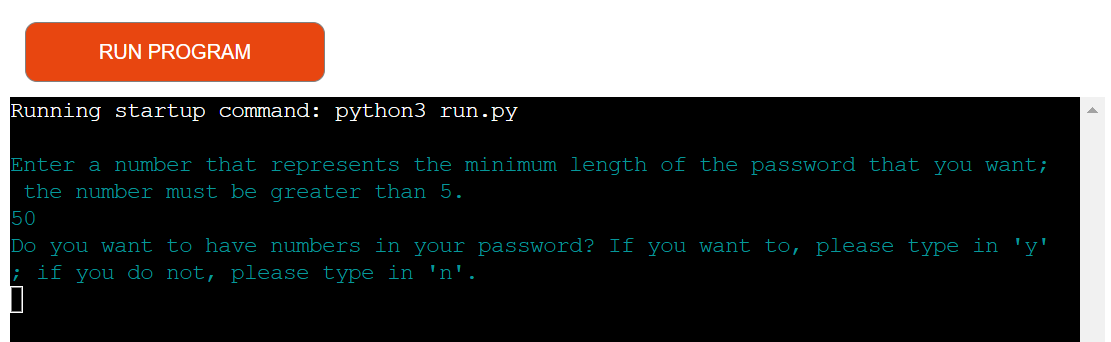 RUN PROGRAM
Running startup command: python3 run.py
Enter a number that represents the minimum length of the password that you want;
the number must be greater than 5.
50
Do you want to have numbers in your password? If you want to, please type in 'y'
; if you do not, please type in 'n'.